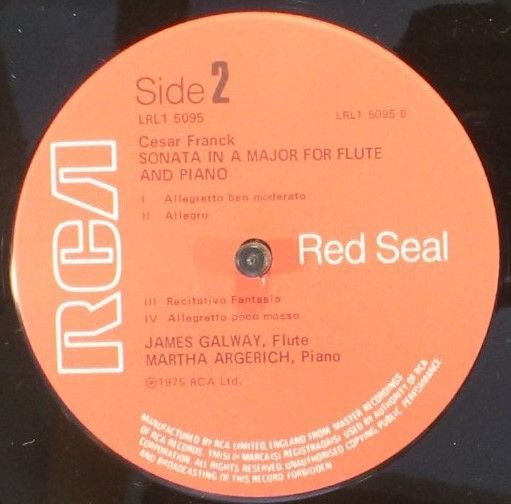 Side 2
LRL1 5095
LRL1 5095 B
Cesar Franck
SONATA IN A MAJOR FOR FLUTE
AND PIANO
I Allegretto ben moderato
II Allegro
RCA
Red Seal
III Recitativo Fantasia
IV Allegretto poco mosso
JAMES GALWAY, Flute
MARTHA ARGERICH, Piano
℗1975 RCA Ltd.
MANUFACTURED BY RCA LIMITED, ENGLAND FROM MASTER RECORDINGS
OF RCA RECORDS. TM(S) ® MARCA(S) REGISTRADA(S) USED BY AUTHORITY OF RCA
CORPORATION. ALL RIGHTS RESERVED. UNAUTHORISED COPYING, PUBLIC PERFORMANCE
AND BROADCASTING OF THIS RECORD FORBIDDEN